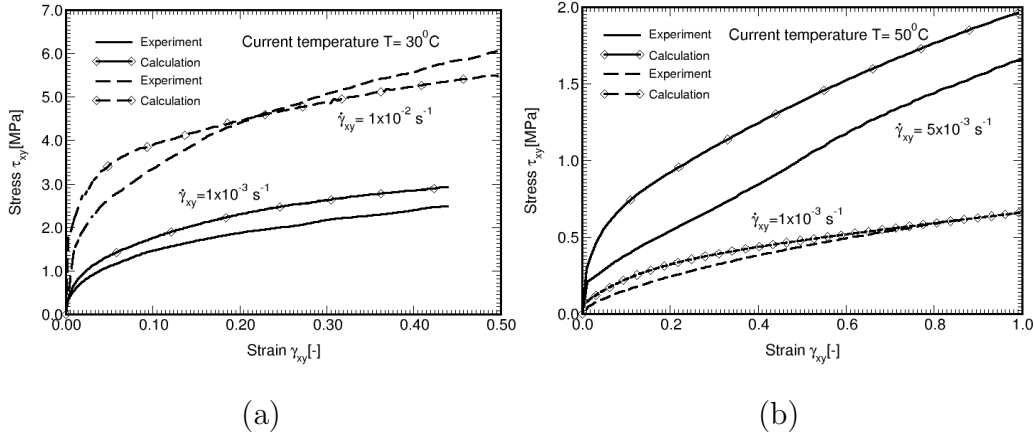 Experiment
Calculation
Experiment
Calculation
Current temperature T= 30⁰C
γ̇xy = 1x10⁻² s⁻¹
γ̇xy=1x10⁻³ s⁻¹
7.0
6.0
5.0
4.0
3.0
2.0
1.0
0.0
Stress τxy[MPa]
0.00
0.10
0.20
0.30
0.40
0.50
Strain γxy[-]
(a)
Experiment
Calculation
Experiment
Calculation
Current temperature T= 50⁰C
γ̇xy = 5x10⁻³ s⁻¹
γ̇xy=1x10⁻³ s⁻¹
2.0
1.5
1.0
0.5
0.0
Stress τxy[MPa]
0.0
0.2
0.4
0.6
0.8
1.0
Strain γxy[-]
(b)